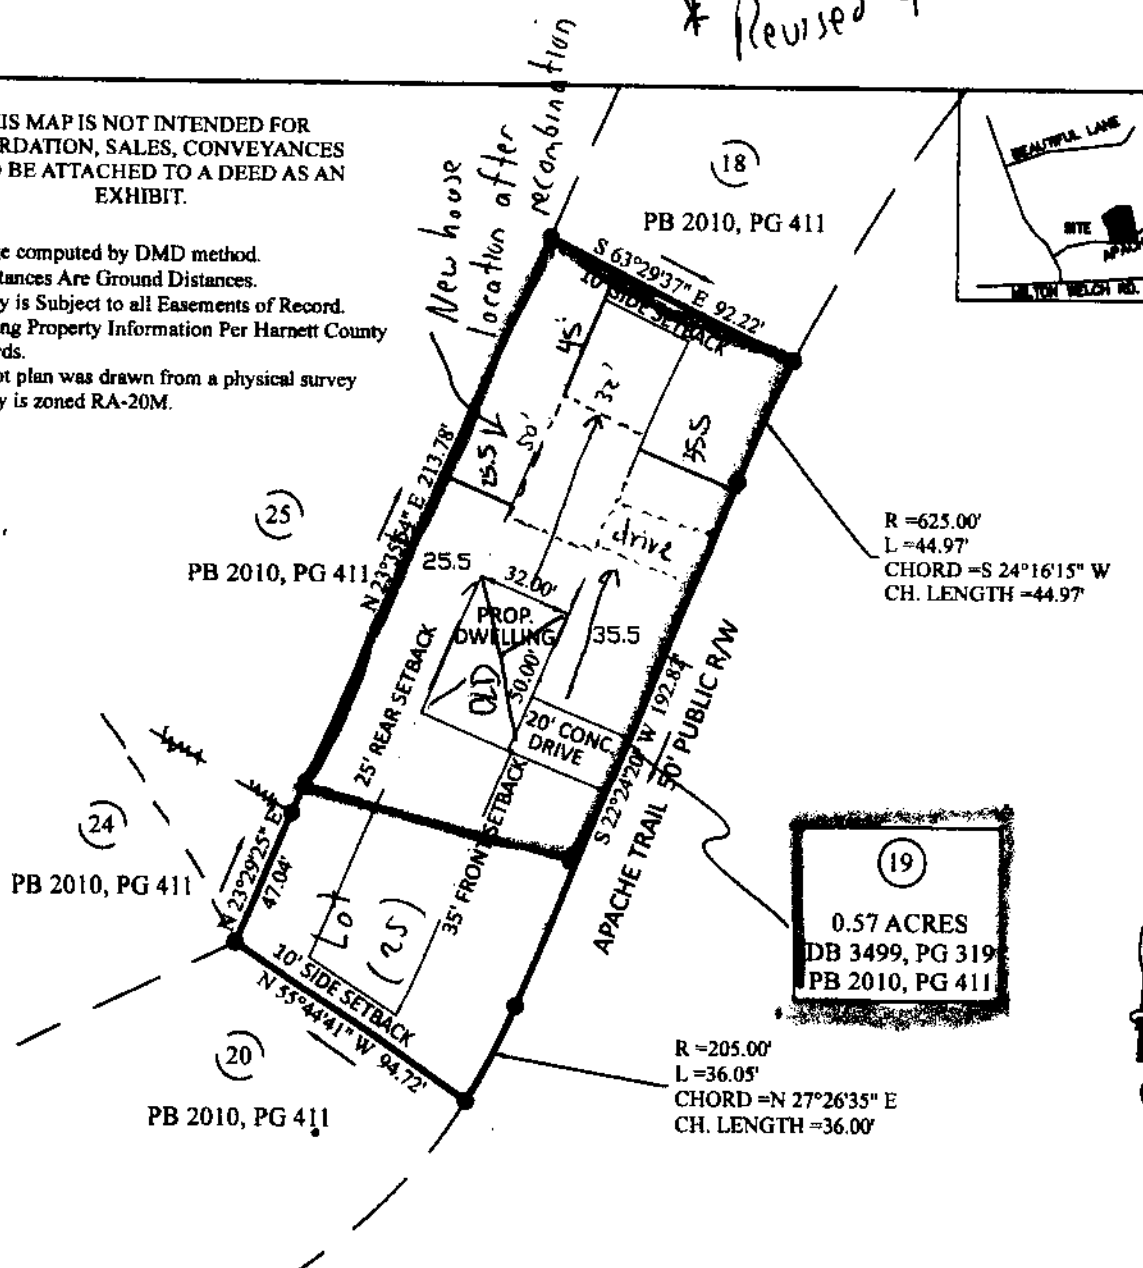 * Revised
IS MAP IS NOT INTENDED FOR
RDATION, SALES, CONVEYANCES
BE ATTACHED TO A DEED AS AN
EXHIBIT.
e computed by DMD method.
tances Are Ground Distances.
y is Subject to all Easements of Record.
ng Property Information Per Harnett County
rds.
ot plan was drawn from a physical survey
y is zoned RA-20M.
New house
location after
recombination
18
PB 2010, PG 411
BEAUTIFUL LANE
SITE
MILTON WELCH RD.
S 63°29'37" E 92.22'
10' SIDE SETBACK
45'
32'
50'
25.5
35.5
drive
N 23°35'54" E 213.78'
25
PB 2010, PG 411
25.5
32.00'
PROP.
DWELLING
OLD
50.00'
35.5
20' CONC.
DRIVE
25' REAR SETBACK
35' FRONT SETBACK
S 22°24'20" W 192.87'
APACHE TRAIL 50' PUBLIC R/W
R =625.00'
L =44.97'
CHORD =S 24°16'15" W
CH. LENGTH =44.97'
24
PB 2010, PG 411
N 23°29'25" E
47.04'
LOT
(25)
10' SIDE SETBACK
N 55°44'41" W 94.72'
20
PB 2010, PG 411
19
0.57 ACRES
DB 3499, PG 319
PB 2010, PG 411
R =205.00'
L =36.05'
CHORD =N 27°26'35" E
CH. LENGTH =36.00'